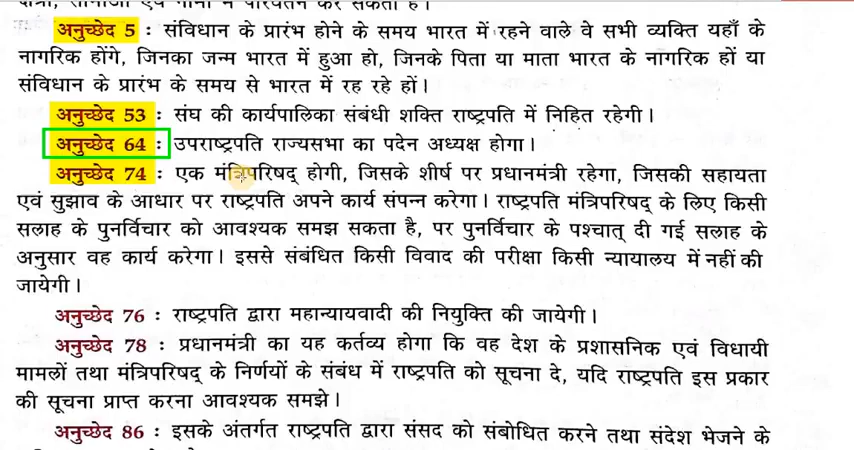 सीमाओं एवं नामों में परिवर्तन कर सकती है।
अनुच्छेद 5 : संविधान के प्रारंभ होने के समय भारत में रहने वाले वे सभी व्यक्ति यहाँ के
नागरिक होंगे, जिनका जन्म भारत में हुआ हो, जिनके पिता या माता भारत के नागरिक हों या
संविधान के प्रारंभ के समय से भारत में रह रहे हों।
अनुच्छेद 53 : संघ की कार्यपालिका संबंधी शक्ति राष्ट्रपति में निहित रहेगी।
अनुच्छेद 64 : उपराष्ट्रपति राज्यसभा का पदेन अध्यक्ष होगा।
अनुच्छेद 74 : एक मंत्रिपरिषद् होगी, जिसके शीर्ष पर प्रधानमंत्री रहेगा, जिसकी सहायता
एवं सुझाव के आधार पर राष्ट्रपति अपने कार्य संपन्न करेगा। राष्ट्रपति मंत्रिपरिषद् के लिए किसी
सलाह के पुनर्विचार को आवश्यक समझ सकता है, पर पुनर्विचार के पश्चात् दी गई सलाह के
अनुसार वह कार्य करेगा। इससे संबंधित किसी विवाद की परीक्षा किसी न्यायालय में नहीं की
जायेगी।
अनुच्छेद 76 : राष्ट्रपति द्वारा महान्यायवादी की नियुक्ति की जायेगी।
अनुच्छेद 78 : प्रधानमंत्री का यह कर्तव्य होगा कि वह देश के प्रशासनिक एवं विधायी
मामलों तथा मंत्रिपरिषद् के निर्णयों के संबंध में राष्ट्रपति को सूचना दे, यदि राष्ट्रपति इस प्रकार
की सूचना प्राप्त करना आवश्यक समझे।
अनुच्छेद 86 : इसके अंतर्गत राष्ट्रपति द्वारा संसद को संबोधित करने तथा संदेश भेजने के